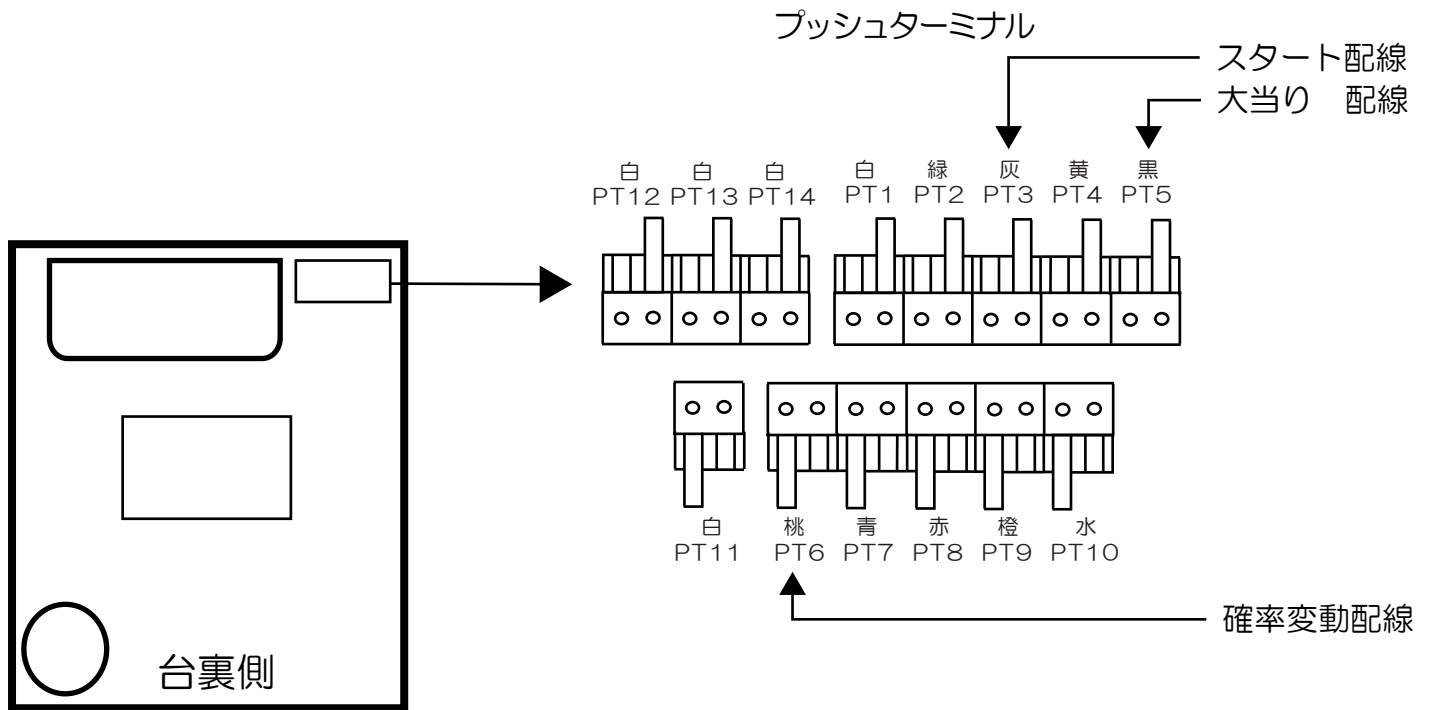 プッシュターミナル
スタート配線
大当り　配線
白 白 白 白 緑 灰 黄 黒
PT12 PT13 PT14 PT1 PT2 PT3 PT4 PT5
白 桃 青 赤 橙 水
PT11 PT6 PT7 PT8 PT9 PT10
確率変動配線
台裏側